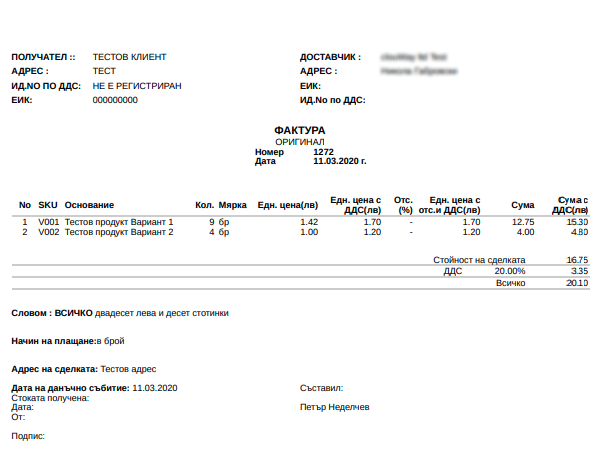 ПОЛУЧАТЕЛ :: ТЕСТОВ КЛИЕНТ ДОСТАВЧИК :
АДРЕС : ТЕСТ АДРЕС :
ИД.NO ПО ДДС: НЕ Е РЕГИСТРИРАН ЕИК:
ЕИК: 000000000 ИД.No по ДДС:
ФАКТУРА
ОРИГИНАЛ
Номер 1272
Дата 11.03.2020 г.
No SKU Основание Кол. Мярка Един. цена(лв) Един. цена с ДДС(лв) Отс. (%) Един. цена с отс.и ДДС(лв) Сума Сума с ДДС(лв)
1 V001 Тестов продукт Вариант 1 9 бр 1.42 1.70 - 1.70 12.75 15.30
2 V002 Тестов продукт Вариант 2 4 бр 1.00 1.20 - 1.20 4.00 4.80
Стойност на сделката 16.75
ДДС 20.00% 3.35
Всичко 20.10
Словом : ВСИЧКО двадесет лева и десет стотинки
Начин на плащане:в брой
Адрес на сделката: Тестов адрес
Дата на данъчно събитие: 11.03.2020 Съставил:
Стоката получена:
Дата: Петър Неделчев
От:
Подпис: